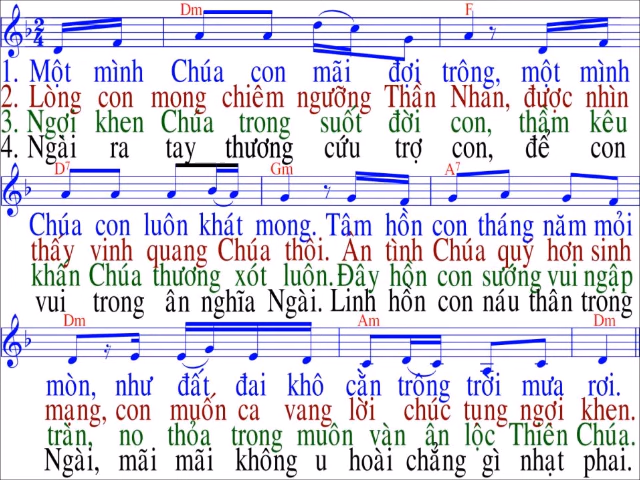 Dm F
2
4
1. Một mình Chúa con mãi đợi trông, một mình
2. Lòng con mong chiêm ngưỡng Thần Nhan, được nhìn
3. Ngợi khen Chúa trong suốt đời con, thầm kêu
4. Ngài ra tay thương cứu trợ con, để con
D7 Gm A7
Chúa con luôn khát mong. Tâm hồn con tháng năm mỏi
thấy vinh quang Chúa thôi. Ân tình Chúa quý hơn sinh
khấn Chúa thương xót luôn. Đây hồn con sướng vui ngập
vui trong ân nghĩa Ngài. Linh hồn con náu thân trong
Dm Am Dm
mòn, như đất đai khô cằn trông trời mưa rơi.
mạng, con muốn ca vang lời chúc tụng ngợi khen.
tràn, no thỏa trong muôn vàn ân lộc Thiên Chúa.
Ngài, mãi mãi không u hoài chẳng gì nhạt phai.